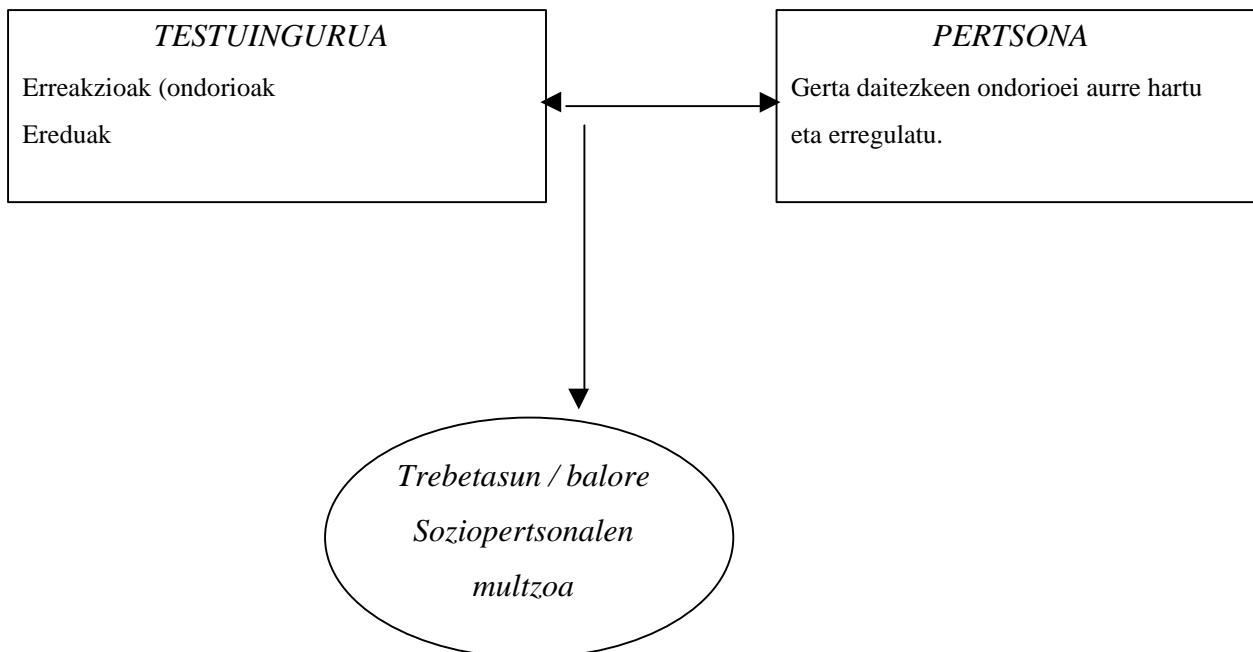 TESTUINGURUA
Erreakzioak (ondorioak
Ereduak
PERTSONA
Gerta daitezkeen ondorioei aurre hartu
eta erregulatu.
Trebetasun / balore
Soziopertsonalen
multzoa